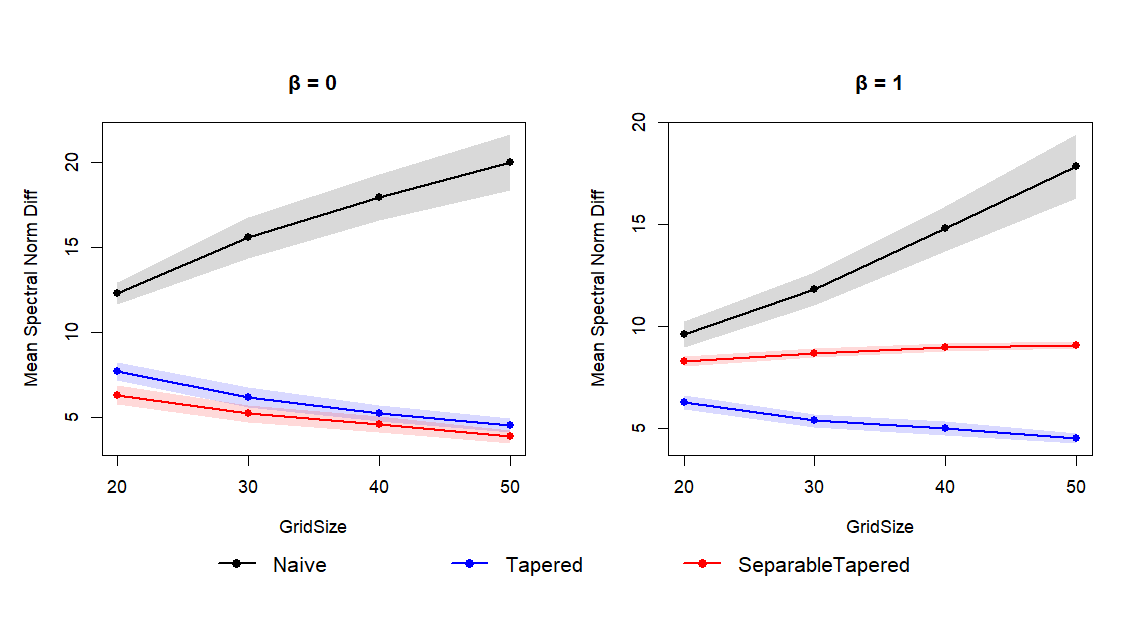 β = 0
Mean Spectral Norm Diff
20
15
10
5
20 30 40 50
GridSize
β = 1
Mean Spectral Norm Diff
20
15
10
5
20 30 40 50
GridSize
Naive Tapered SeparableTapered